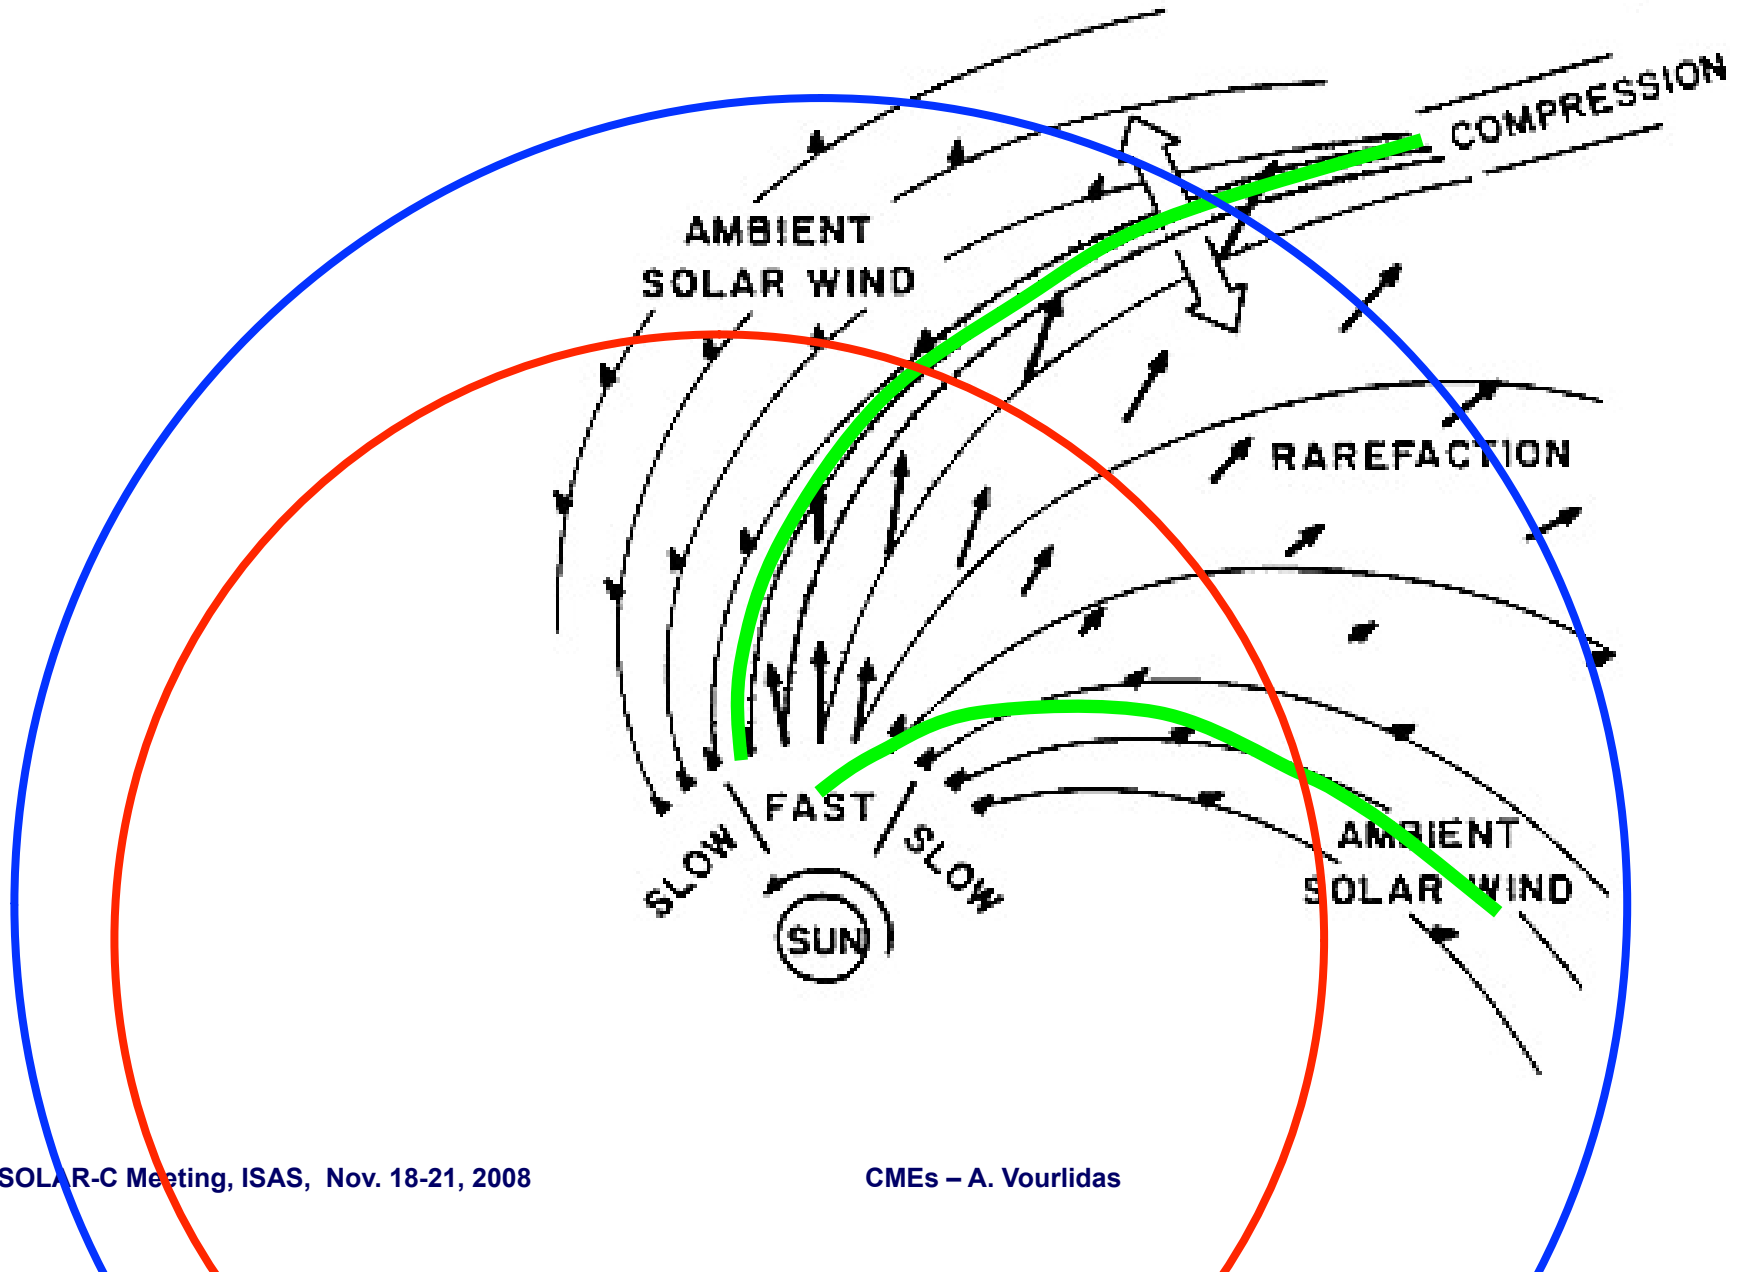 COMPRESSION
AMBIENT
SOLAR WIND
RAREFACTION
FAST
SLOW
SLOW
SUN
AMBIENT
SOLAR WIND
SOLAR-C Meeting, ISAS, Nov. 18-21, 2008
CMEs – A. Vourlidas